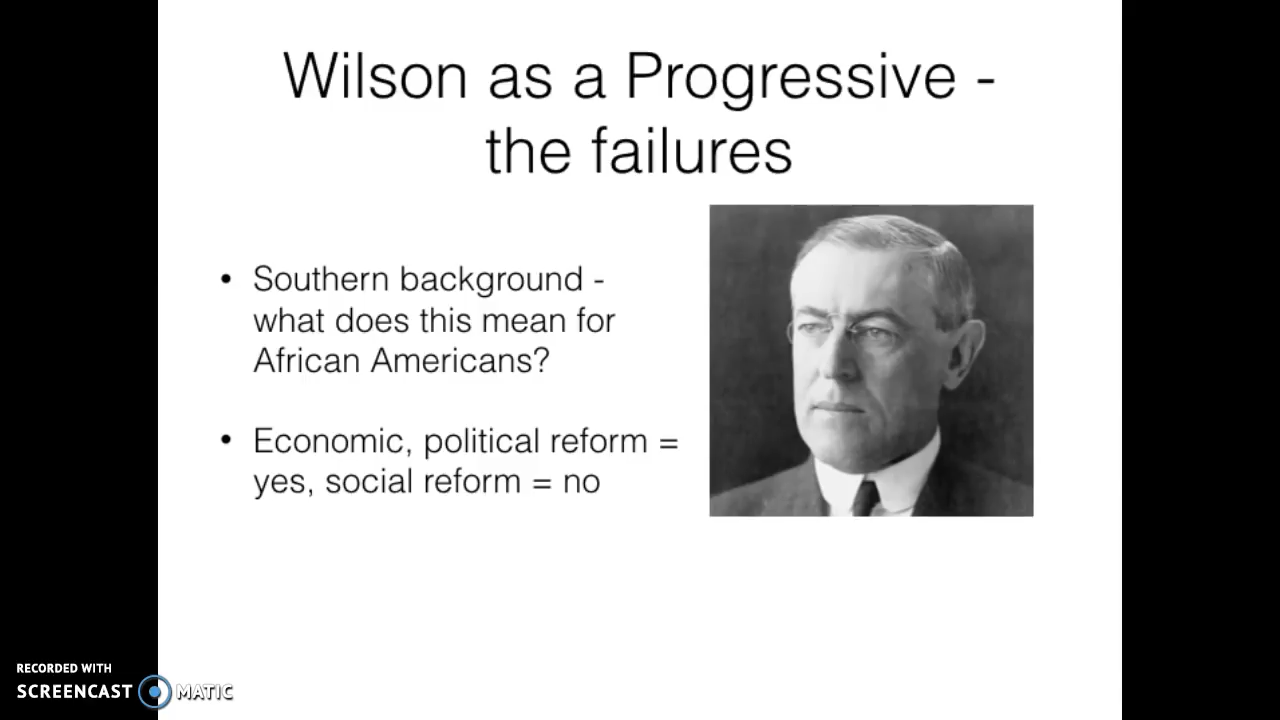 Wilson as a Progressive -
the failures
• Southern background -
what does this mean for
African Americans?
• Economic, political reform =
yes, social reform = no
RECORDED WITH
SCREENCAST MATIC